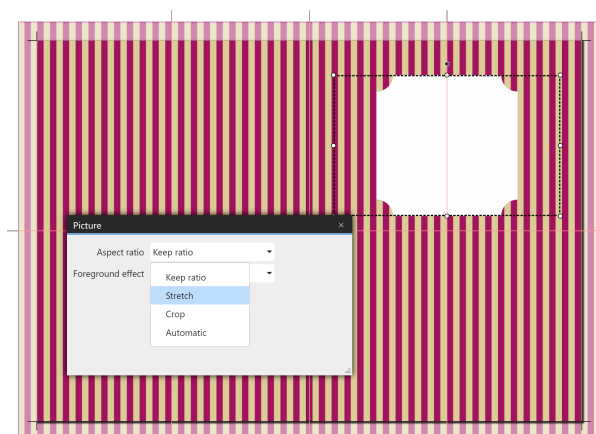 Picture
Aspect ratio Keep ratio
Foreground effect
Keep ratio
Stretch
Crop
Automatic